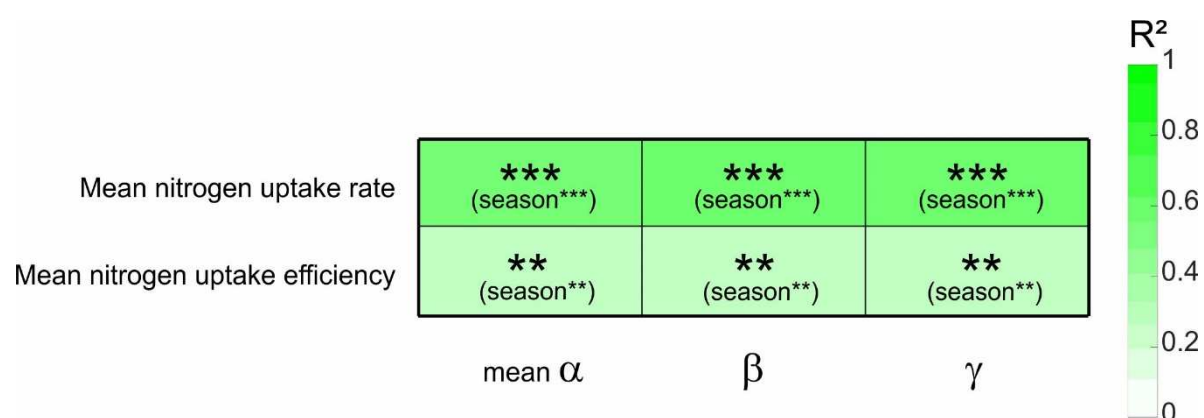 R²
1
0.8
0.6
0.4
0.2
0
Mean nitrogen uptake rate
***
(season***)
***
(season***)
***
(season***)
Mean nitrogen uptake efficiency
**
(season**)
**
(season**)
**
(season**)
mean α
β
γ